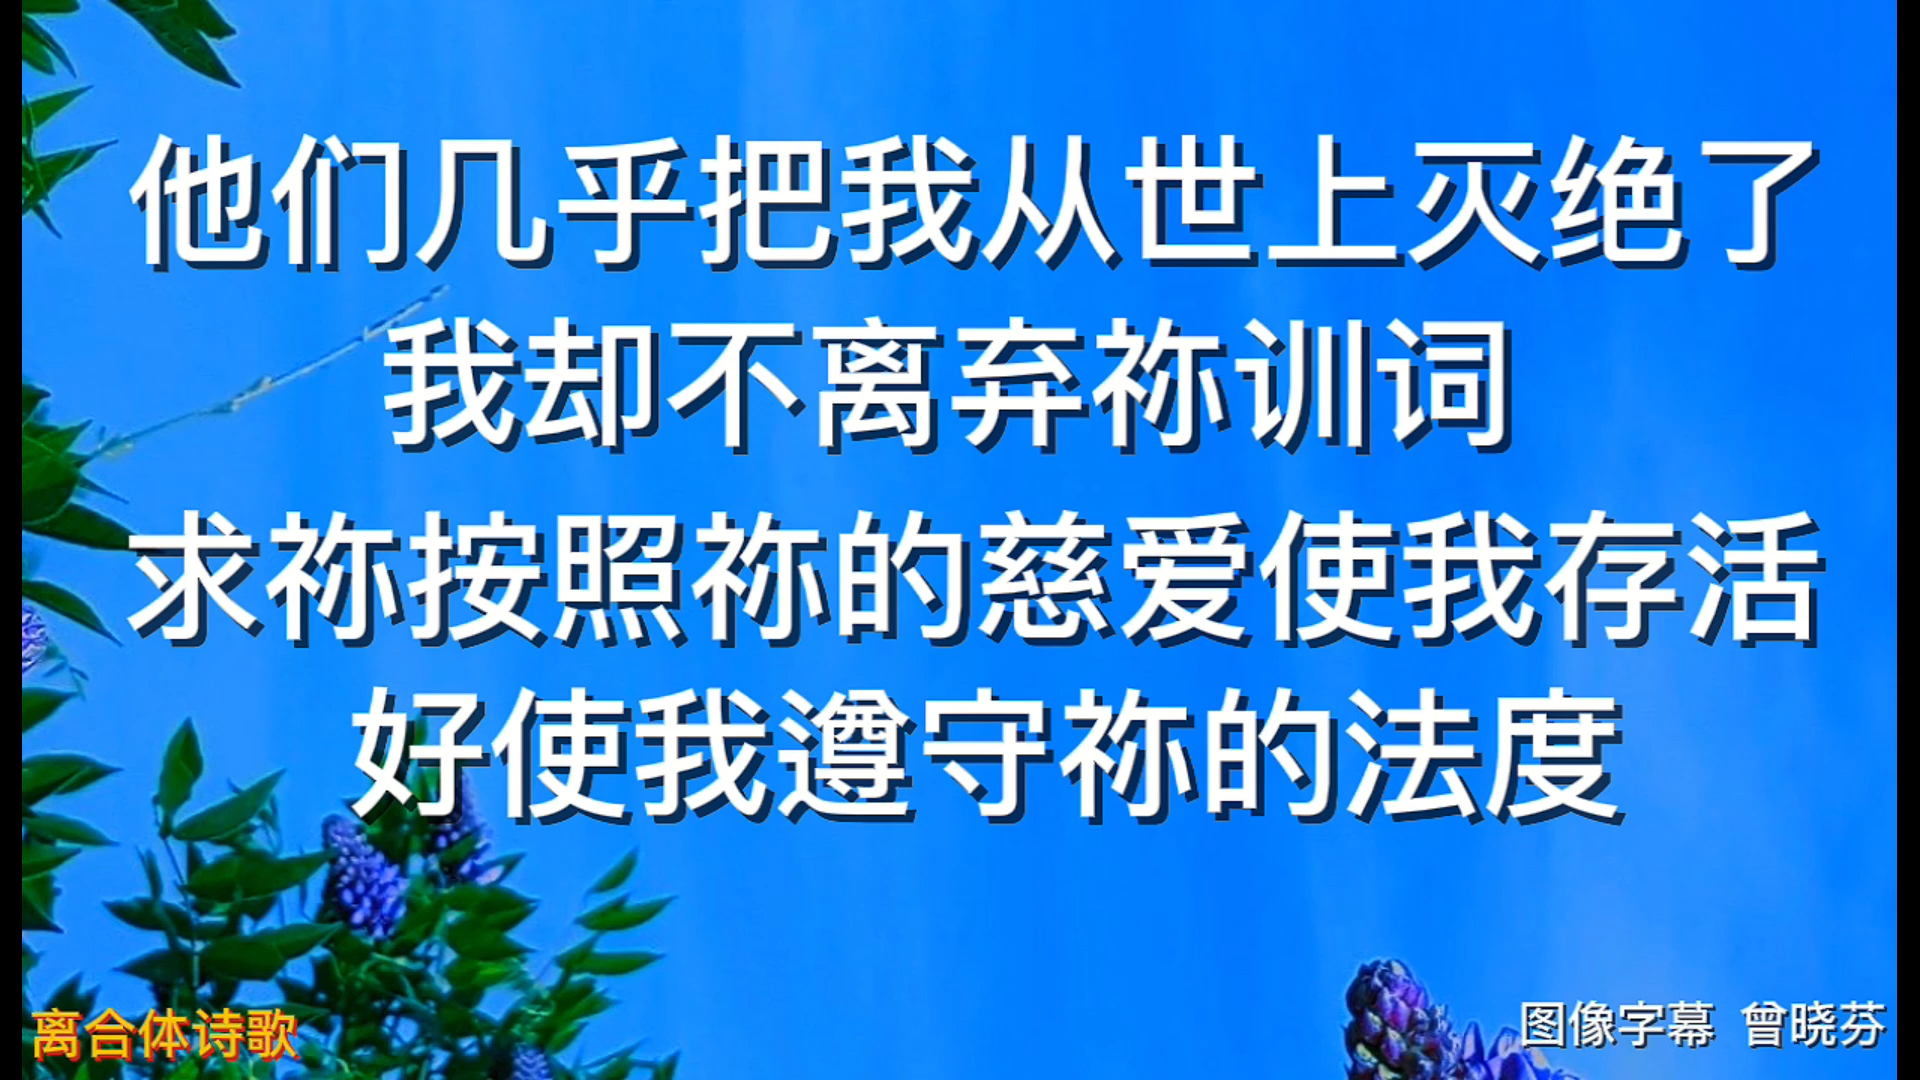 他们几乎把我从世上灭绝了
我却不离弃祢训词
求祢按照祢的慈爱使我存活
好使我遵守祢的法度
离合体诗歌
图像字幕 曾晓芬